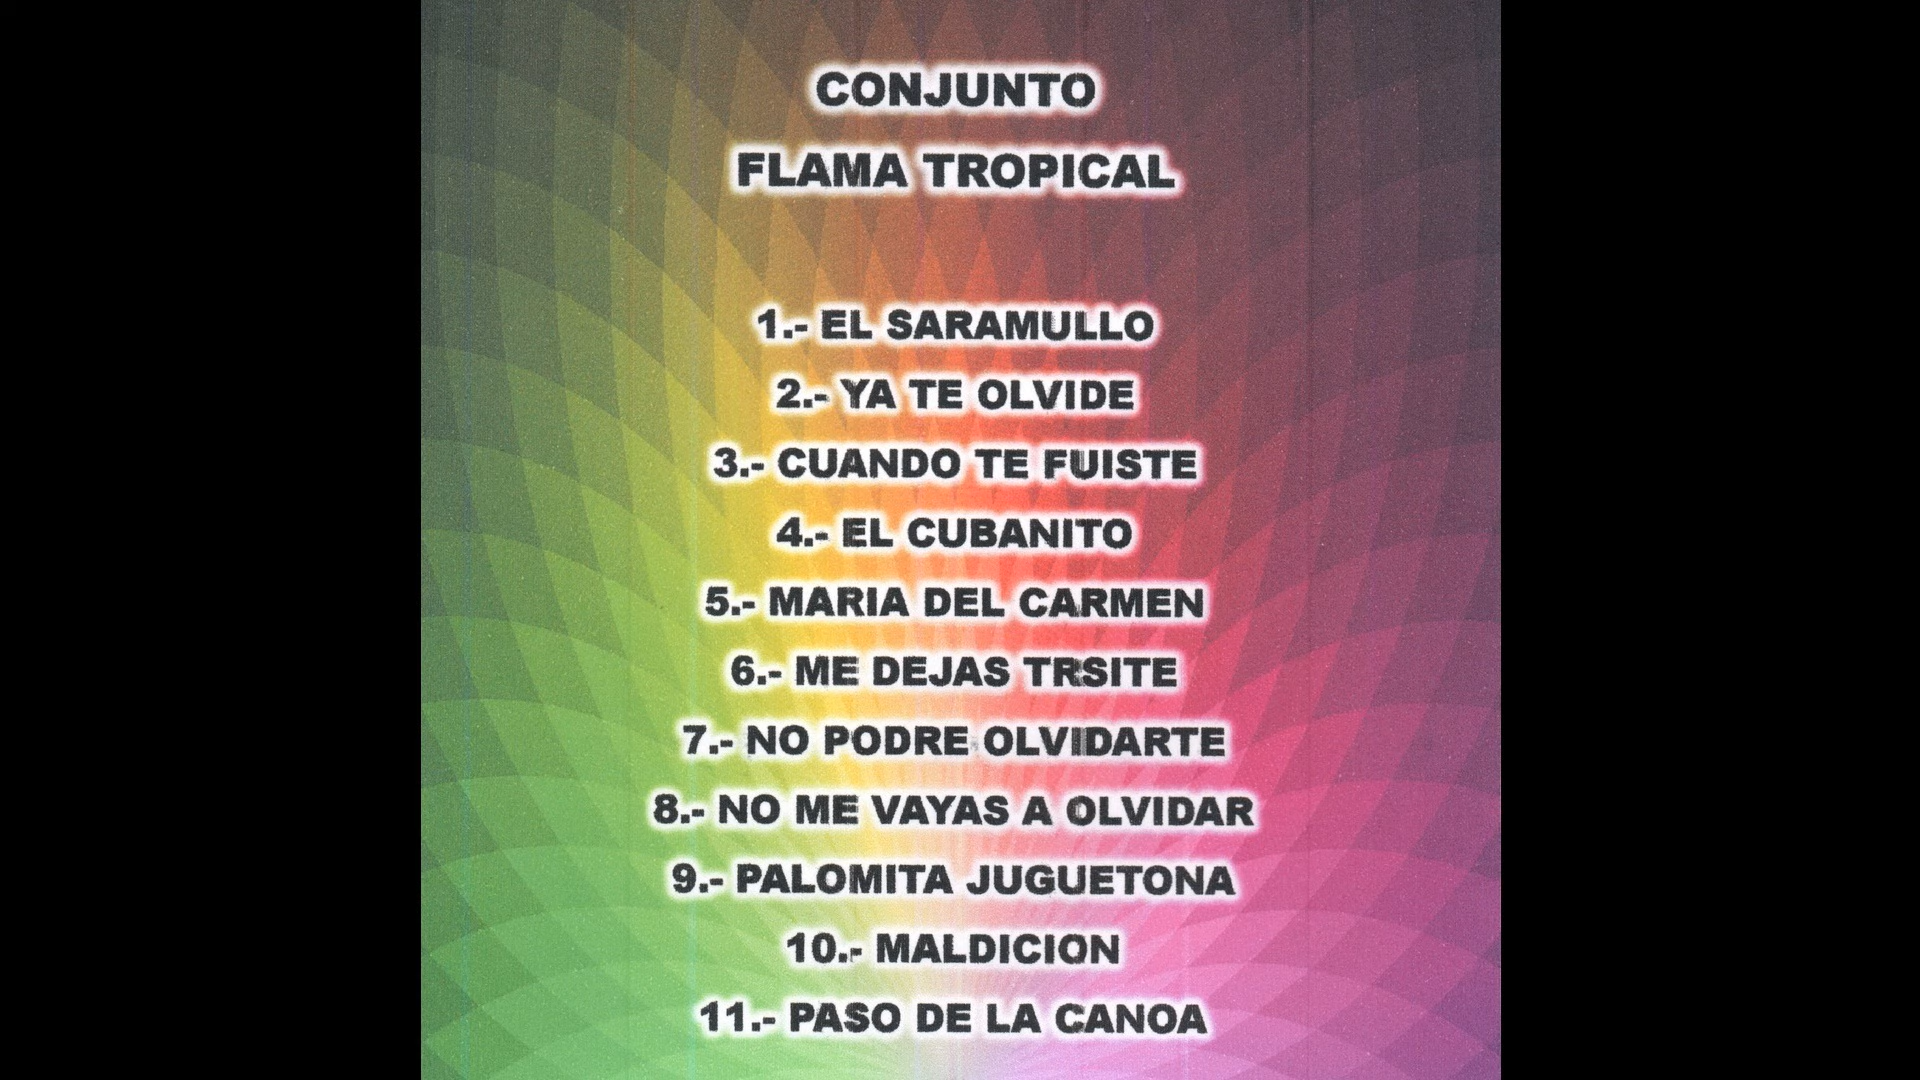 CONJUNTO
FLAMA TROPICAL
1.- EL SARAMULLO
2.- YA TE OLVIDE
3.- CUANDO TE FUISTE
4.- EL CUBANITO
5.- MARIA DEL CARMEN
6.- ME DEJAS TRSITE
7.- NO PODRE OLVIDARTE
8.- NO ME VAYAS A OLVIDAR
9.- PALOMITA JUGUETONA
10.- MALDICION
11.- PASO DE LA CANOA